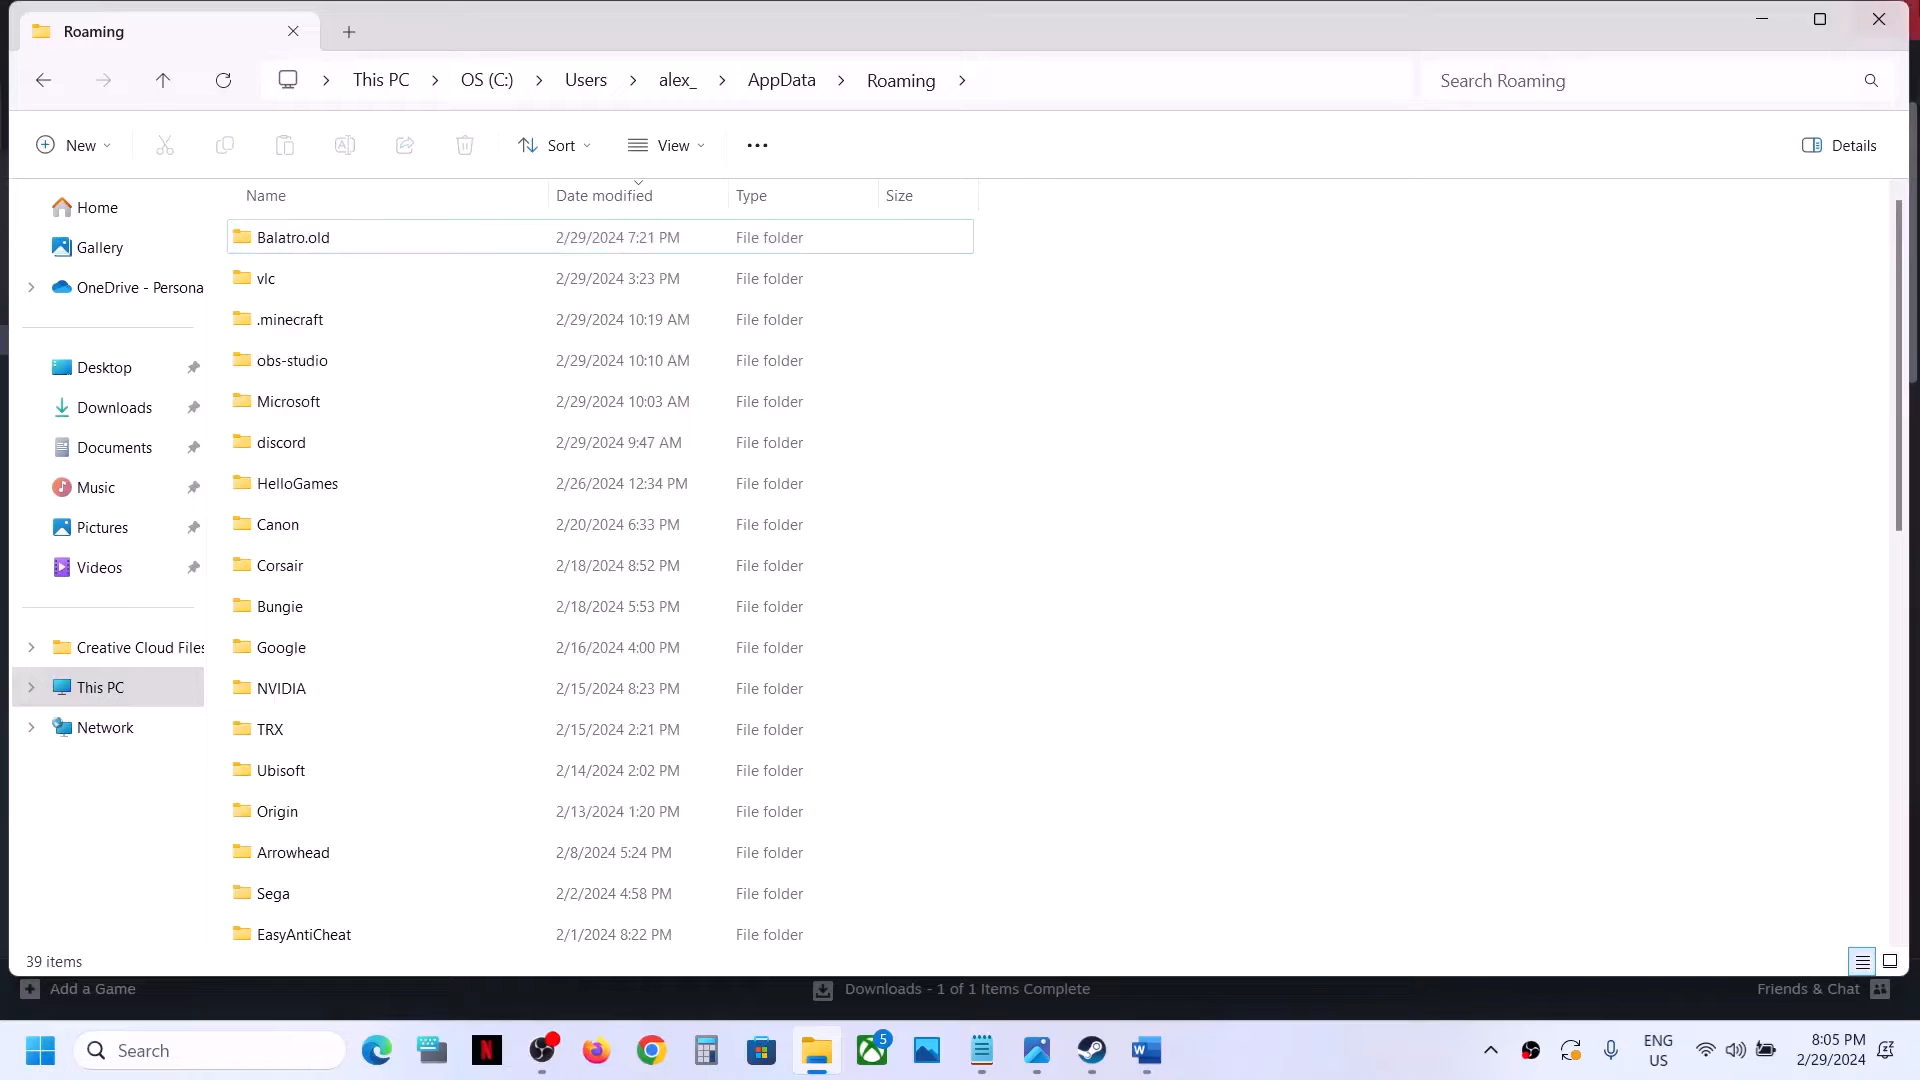 Roaming
This PC
OS (C:)
Users
alex_
AppData
Roaming
Search Roaming
New
Sort
View
Details
Name
Date modified
Type
Size
Home
Gallery
OneDrive - Persona
Desktop
Downloads
Documents
Music
Pictures
Videos
Creative Cloud Files
This PC
Network
Balatro.old 2/29/2024 7:21 PM File folder
vlc 2/29/2024 3:23 PM File folder
.minecraft 2/29/2024 10:19 AM File folder
obs-studio 2/29/2024 10:10 AM File folder
Microsoft 2/29/2024 10:03 AM File folder
discord 2/29/2024 9:47 AM File folder
HelloGames 2/26/2024 12:34 PM File folder
Canon 2/20/2024 6:33 PM File folder
Corsair 2/18/2024 8:52 PM File folder
Bungie 2/18/2024 5:53 PM File folder
Google 2/16/2024 4:00 PM File folder
NVIDIA 2/15/2024 8:23 PM File folder
TRX 2/15/2024 2:21 PM File folder
Ubisoft 2/14/2024 2:02 PM File folder
Origin 2/13/2024 1:20 PM File folder
Arrowhead 2/8/2024 5:24 PM File folder
Sega 2/2/2024 4:58 PM File folder
EasyAntiCheat 2/1/2024 8:22 PM File folder
39 items
Add a Game
Downloads - 1 of 1 Items Complete
Friends & Chat
Search
5
ENG
US
8:05 PM
2/29/2024